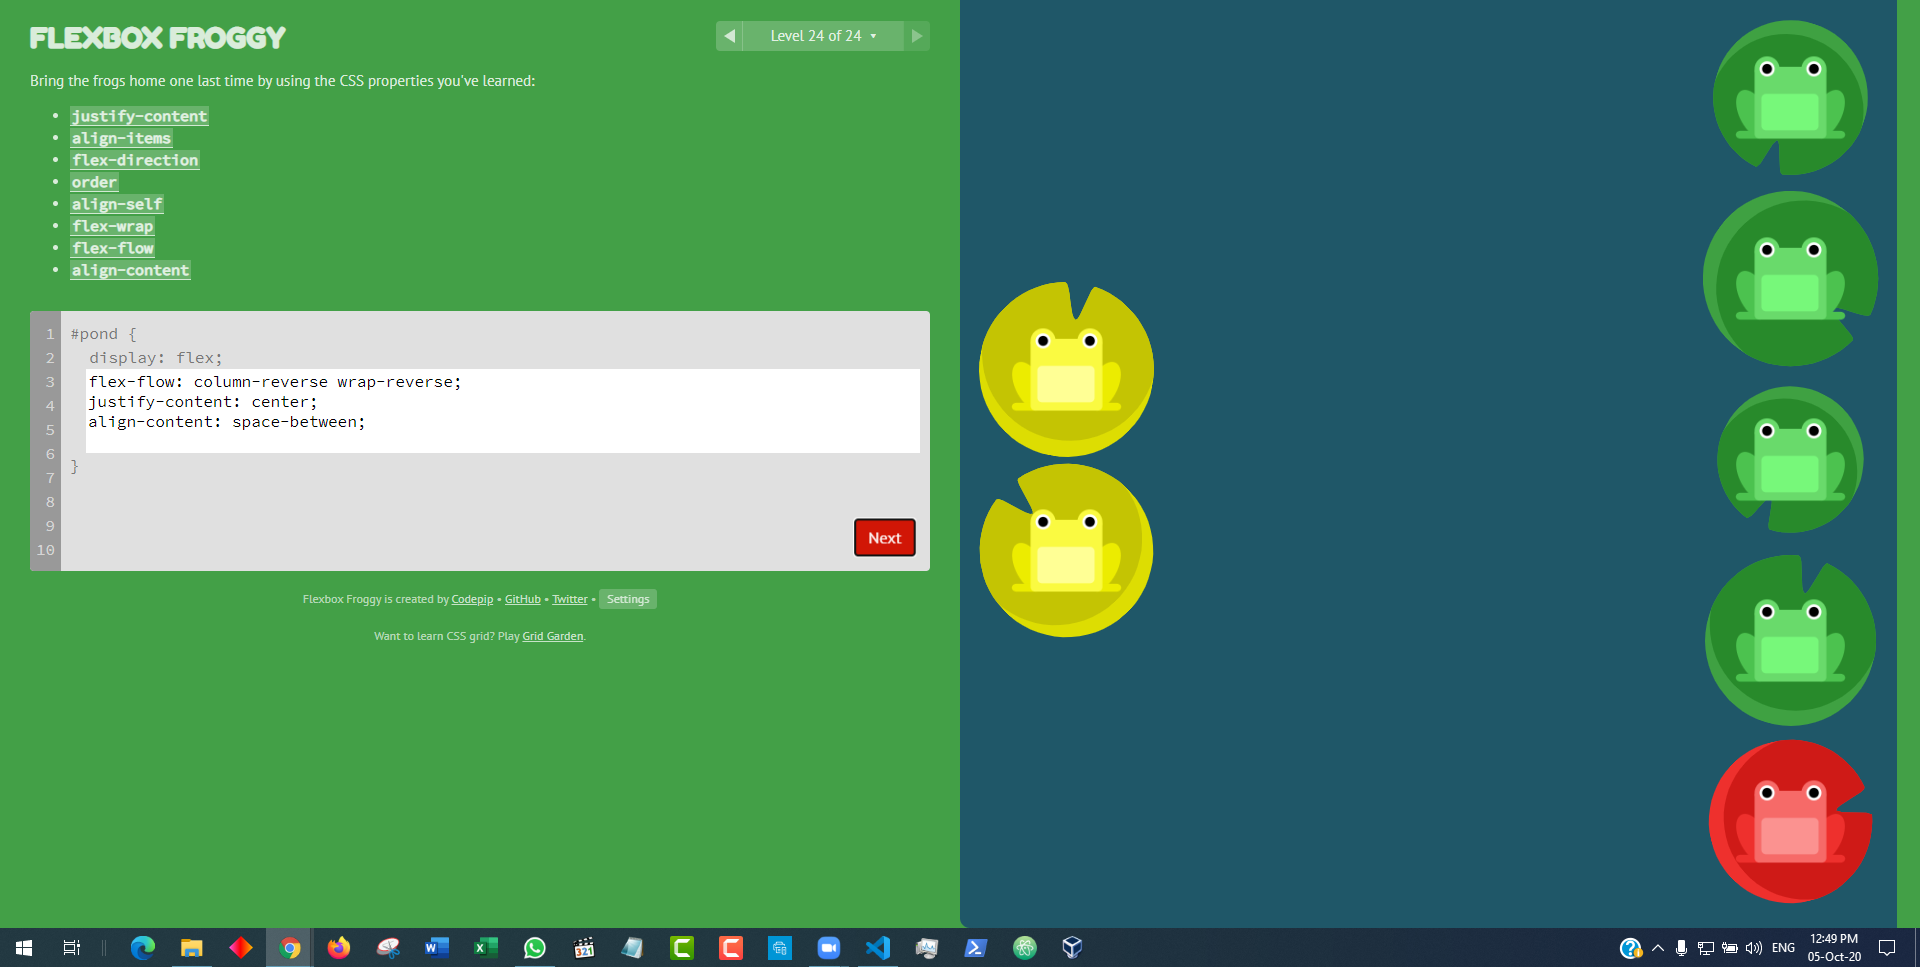 FLEXBOX FROGGY
Level 24 of 24
Bring the frogs home one last time by using the CSS properties you've learned:
• justify-content
• align-items
• flex-direction
• order
• align-self
• flex-wrap
• flex-flow
• align-content
1 #pond {
2 display: flex;
3 flex-flow: column-reverse wrap-reverse;
4 justify-content: center;
5 align-content: space-between;
6
7 }
8
9
10
Next
Flexbox Froggy is created by Codepip • GitHub • Twitter • Settings
Want to learn CSS grid? Play Grid Garden.
321
ENG
12:49 PM
05-Oct-20